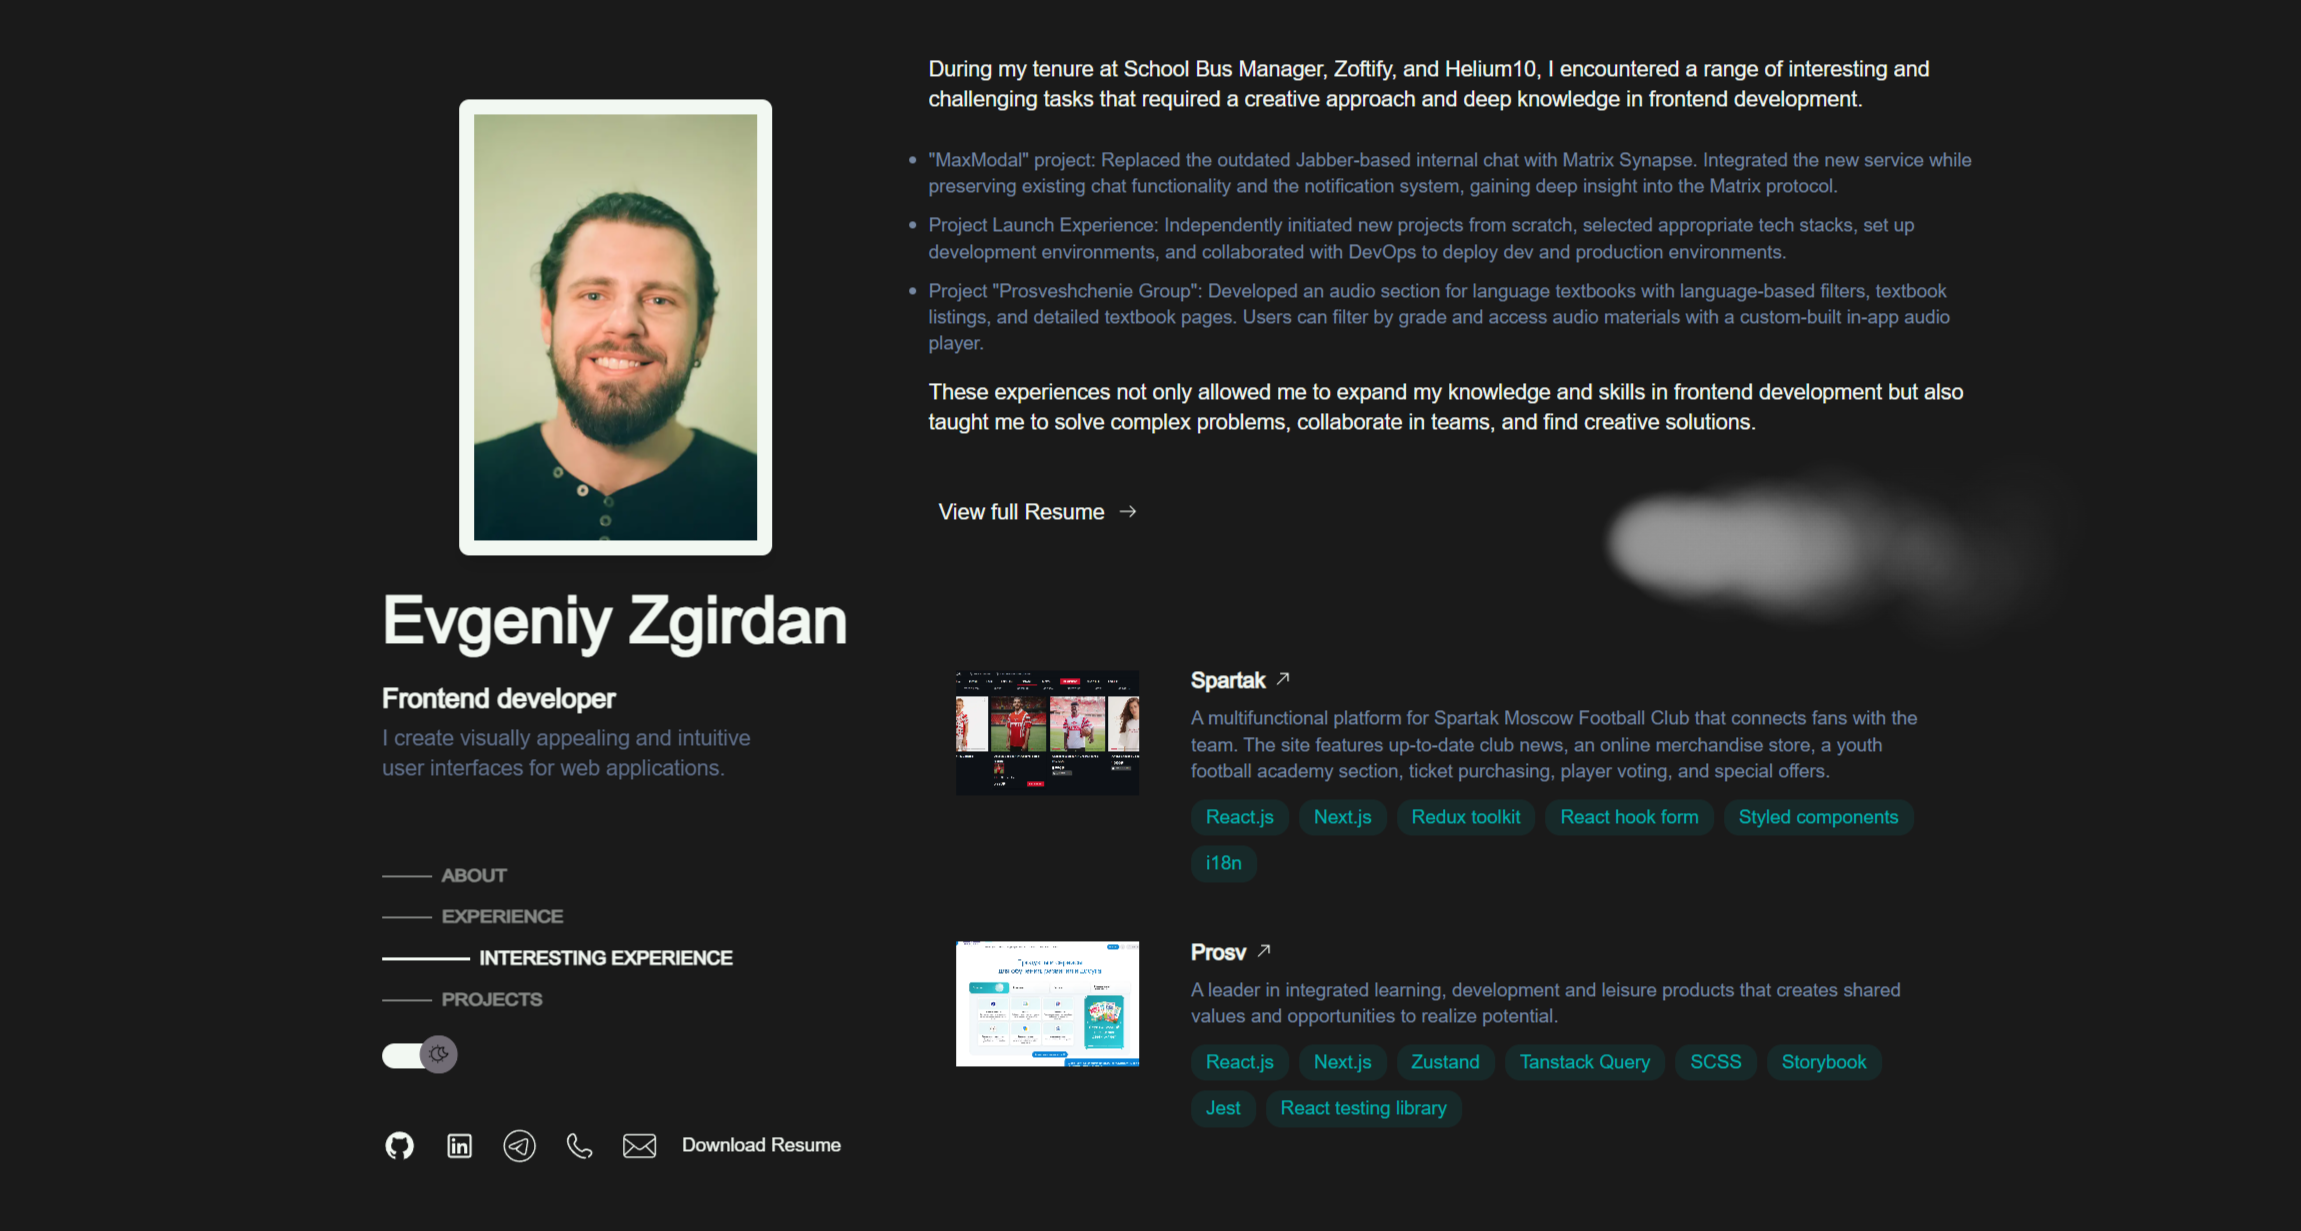 Evgeniy Zgirdan
Frontend developer
I create visually appealing and intuitive
user interfaces for web applications.
ABOUT
EXPERIENCE
INTERESTING EXPERIENCE
PROJECTS
Download Resume
During my tenure at School Bus Manager, Zoftify, and Helium10, I encountered a range of interesting and
challenging tasks that required a creative approach and deep knowledge in frontend development.
"MaxModal" project: Replaced the outdated Jabber-based internal chat with Matrix Synapse. Integrated the new service while
preserving existing chat functionality and the notification system, gaining deep insight into the Matrix protocol.
Project Launch Experience: Independently initiated new projects from scratch, selected appropriate tech stacks, set up
development environments, and collaborated with DevOps to deploy dev and production environments.
Project "Prosveshchenie Group": Developed an audio section for language textbooks with language-based filters, textbook
listings, and detailed textbook pages. Users can filter by grade and access audio materials with a custom-built in-app audio
player.
These experiences not only allowed me to expand my knowledge and skills in frontend development but also
taught me to solve complex problems, collaborate in teams, and find creative solutions.
View full Resume →
Spartak
A multifunctional platform for Spartak Moscow Football Club that connects fans with the
team. The site features up-to-date club news, an online merchandise store, a youth
football academy section, ticket purchasing, player voting, and special offers.
React.js Next.js Redux toolkit React hook form Styled components
i18n
Prosv
A leader in integrated learning, development and leisure products that creates shared
values and opportunities to realize potential.
React.js Next.js Zustand Tanstack Query SCSS Storybook
Jest React testing library